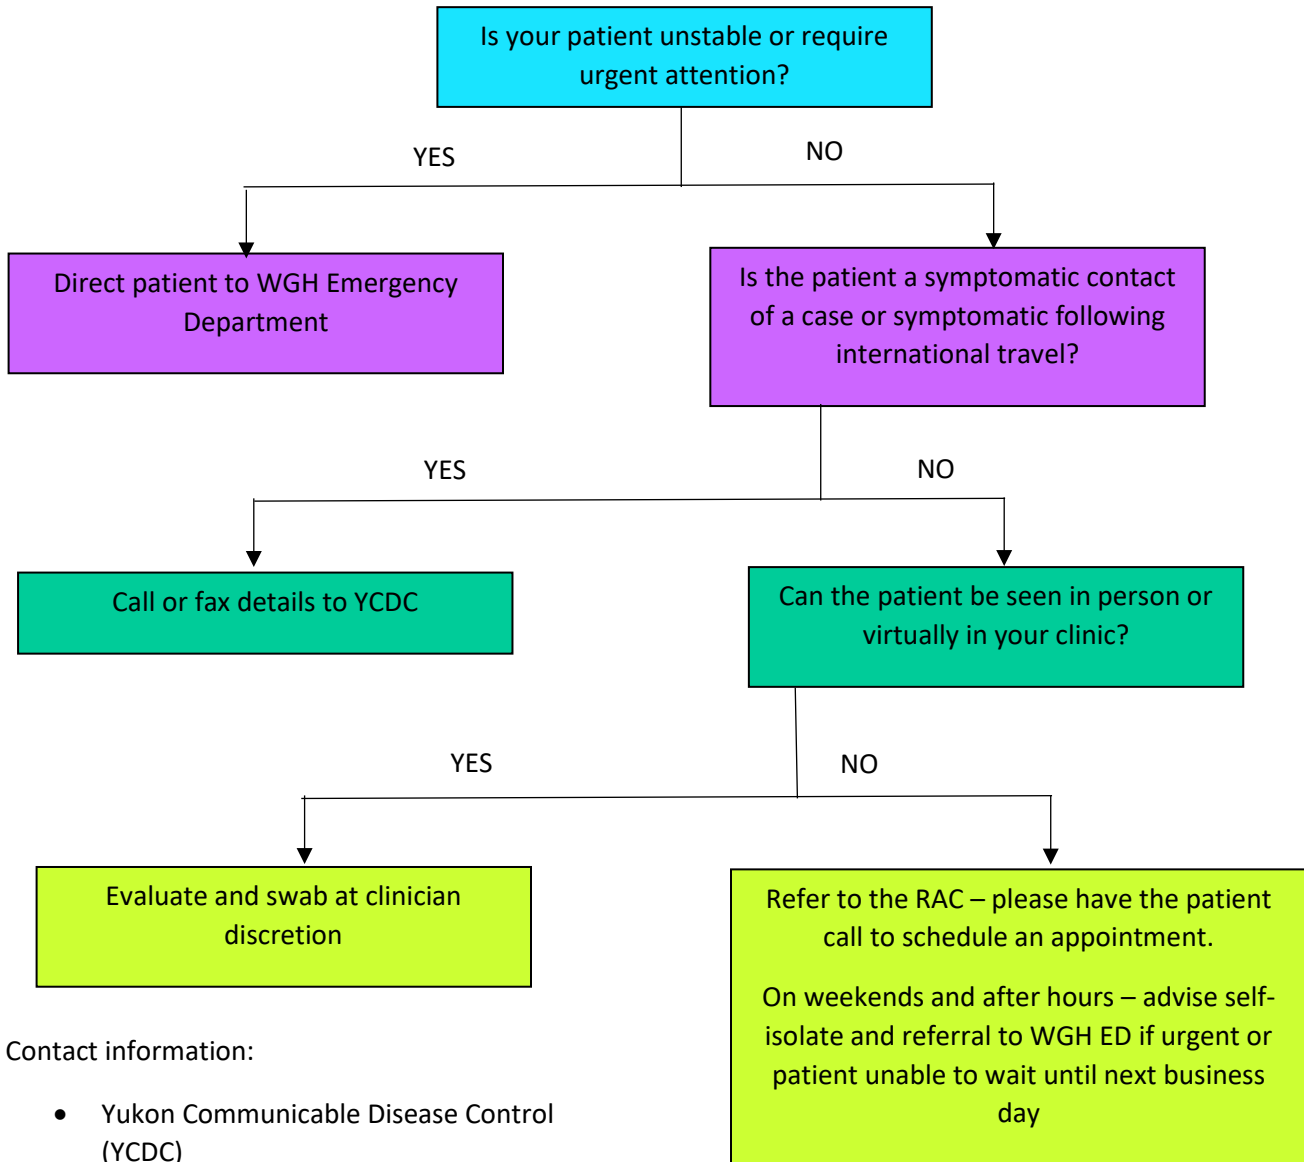 Is your patient unstable or require
urgent attention?
YES
NO
Direct patient to WGH Emergency
Department
Is the patient a symptomatic contact
of a case or symptomatic following
international travel?
YES
NO
Call or fax details to YCDC
Can the patient be seen in person or
virtually in your clinic?
YES
NO
Evaluate and swab at clinician
discretion
Refer to the RAC – please have the patient
call to schedule an appointment.
On weekends and after hours – advise self-
isolate and referral to WGH ED if urgent or
patient unable to wait until next business
day
Contact information:
• Yukon Communicable Disease Control
(YCDC)